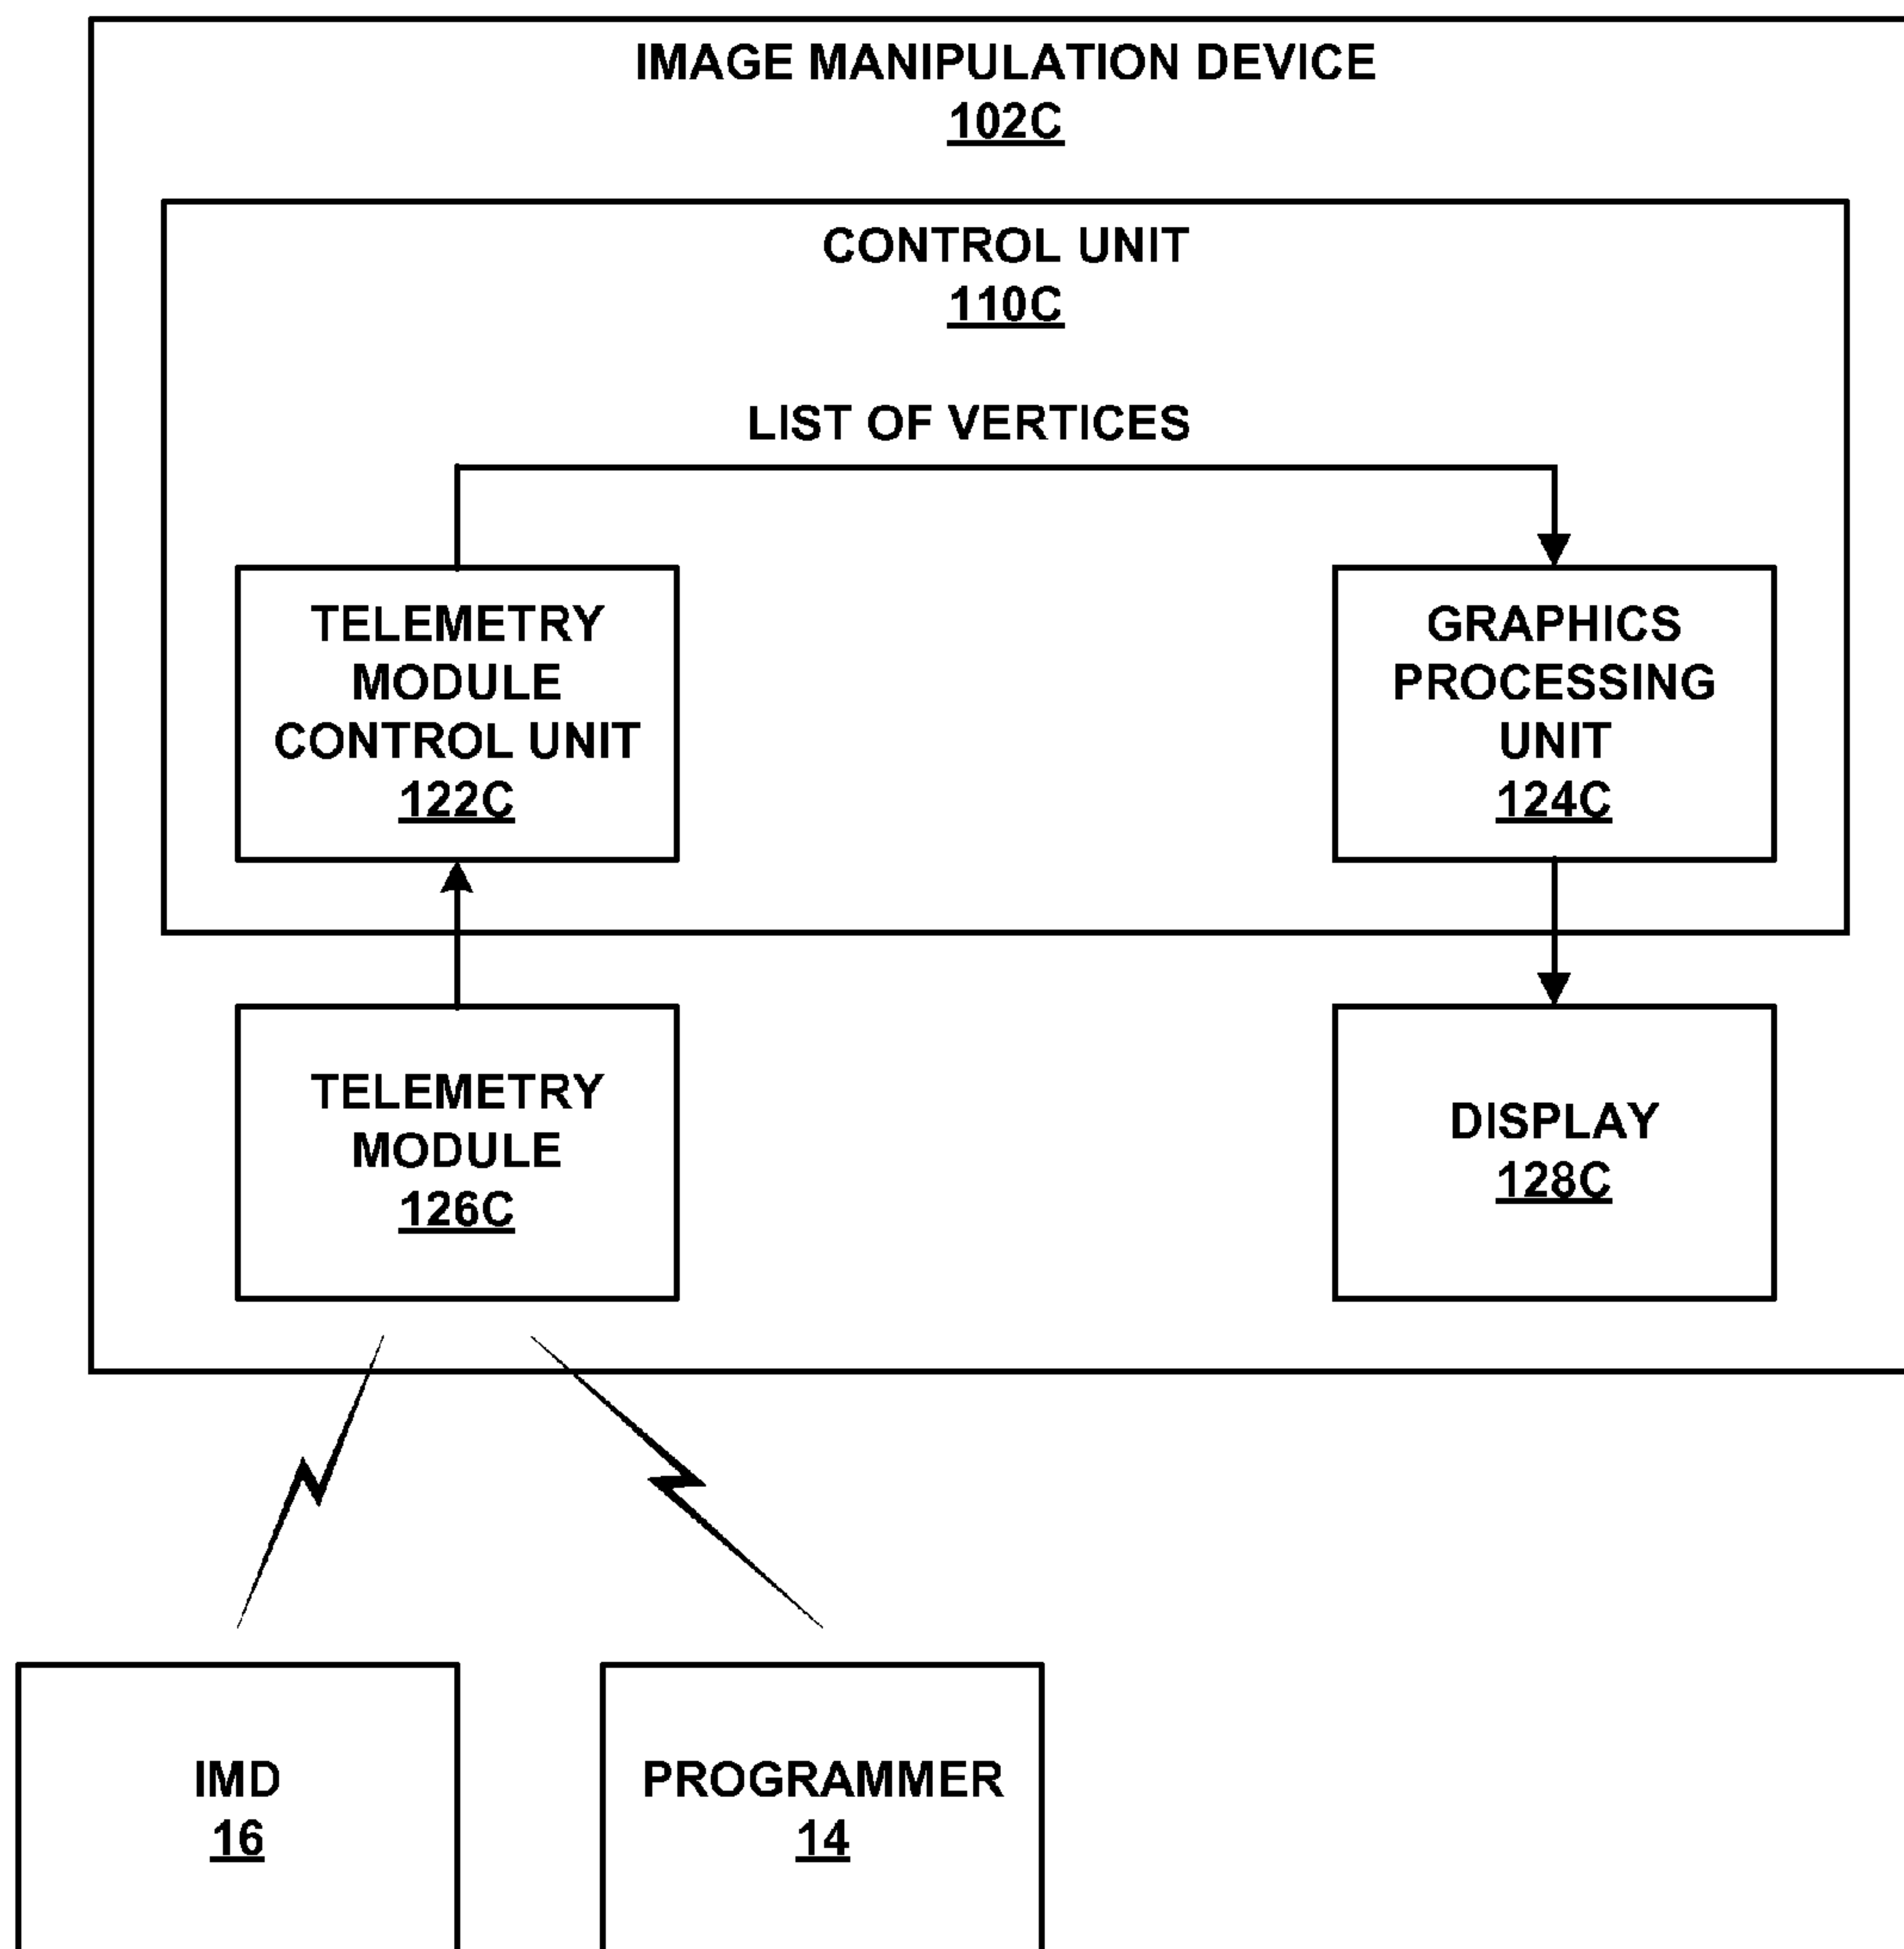 IMAGE MANIPULATION DEVICE
102C
CONTROL UNIT
110C
LIST OF VERTICES
TELEMETRY
MODULE
CONTROL UNIT
122C
GRAPHICS
PROCESSING
UNIT
124C
TELEMETRY
MODULE
126C
DISPLAY
128C
IMD
16
PROGRAMMER
14